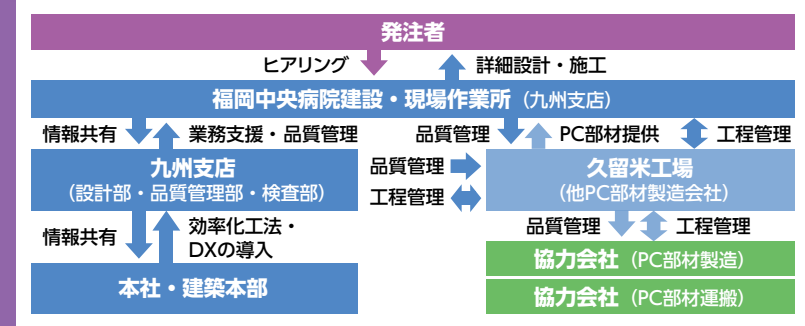 発注者
ヒアリング 詳細設計・施工
福岡中央病院建設・現場作業所（九州支店）
情報共有 業務支援・品質管理 品質管理 PC部材提供 工程管理
九州支店
（設計部・品質管理部・検査部）
品質管理
工程管理
久留米工場
（他PC部材製造会社）
情報共有
効率化工法・
DXの導入
品質管理 工程管理
本社・建築本部
協力会社（PC部材製造）
協力会社（PC部材運搬）